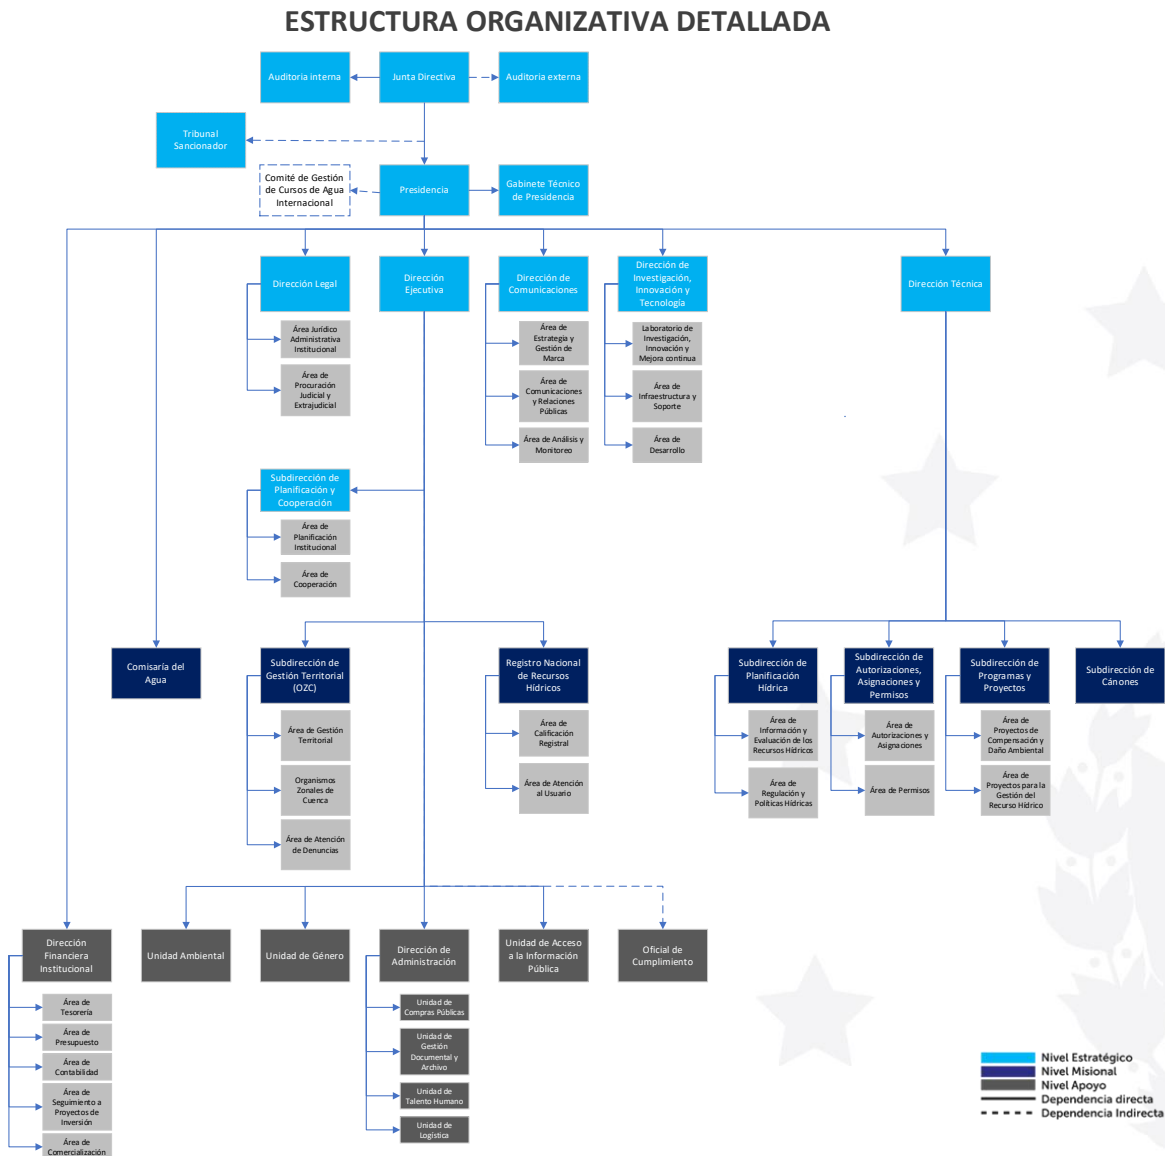 ESTRUCTURA ORGANIZATIVA DETALLADA
Auditoria interna
Junta Directiva
Auditoria externa
Tribunal
Sancionador
Comité de Gestión
de Cursos de Agua
Internacional
Presidencia
Gabinete Técnico
de Presidencia
Dirección Legal
Dirección
Ejecutiva
Dirección de
Comunicaciones
Dirección de
Investigación,
Innovación y
Tecnología
Dirección Técnica
Área Jurídico
Administrativa
Institucional
Área de
Procuración
Judicial y
Extrajudicial
Área de
Estrategia y
Gestión de
Marca
Área de
Comunicaciones
y Relaciones
Públicas
Área de Análisis y
Monitoreo
Laboratorio de
Investigación,
Innovación y
Mejora continua
Área de
Infraestructura y
Soporte
Área de
Desarrollo
Subdirección de
Planificación y
Cooperación
Área de
Planificación
Institucional
Área de
Cooperación
Comisaría del
Agua
Subdirección de
Gestión Territorial
(OZC)
Registro Nacional
de Recursos
Hídricos
Subdirección de
Planificación
Hídrica
Subdirección de
Autorizaciones,
Asignaciones y
Permisos
Subdirección de
Programas y
Proyectos
Subdirección de
Cánones
Área de Gestión
Territorial
Organismos
Zonales de
Cuenca
Área de Atención
de Denuncias
Área de
Calificación
Registral
Área de Atención
al Usuario
Área de
Información y
Evaluación de los
Recursos Hídricos
Área de
Regulación y
Políticas Hídricas
Área de
Autorizaciones y
Asignaciones
Área de Permisos
Área de
Proyectos de
Compensación y
Daño Ambiental
Área de
Proyectos para la
Gestión del
Recurso Hídrico
Dirección
Financiera
Institucional
Unidad Ambiental
Unidad de Género
Dirección de
Administración
Unidad de Acceso
a la Información
Pública
Oficial de
Cumplimiento
Área de
Tesorería
Área de
Presupuesto
Área de
Contabilidad
Área de
Seguimiento a
Proyectos de
Inversión
Área de
Comercialización
Unidad de
Compras Públicas
Unidad de
Gestión
Documental y
Archivo
Unidad de
Talento Humano
Unidad de
Logística
Nivel Estratégico
Nivel Misional
Nivel Apoyo
Dependencia directa
Dependencia Indirecta